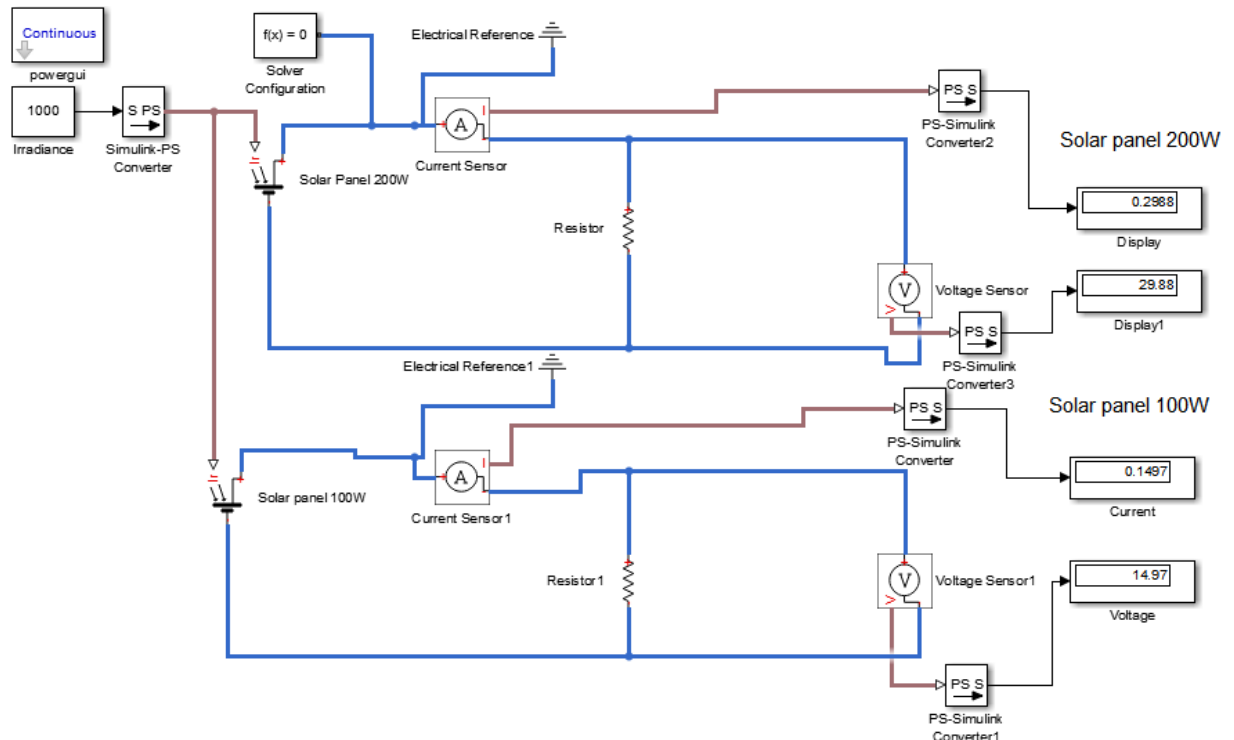 Continuous
powergui
1000
Irradiance
S PS
Simulink-PS
Converter
f(x) = 0
Solver
Configuration
Electrical Reference
Ir
Solar Panel 200W
A
I
Current Sensor
Resistor
V
V
Voltage Sensor
PS S
PS-Simulink
Converter2
Solar panel 200W
0.2988
Display
29.88
Display1
PS S
PS-Simulink
Converter3
Electrical Reference1
Ir
Solar panel 100W
A
I
Current Sensor1
Resistor1
V
V
Voltage Sensor1
PS S
PS-Simulink
Converter
Solar panel 100W
0.1497
Current
14.97
Voltage
PS S
PS-Simulink
Converter1